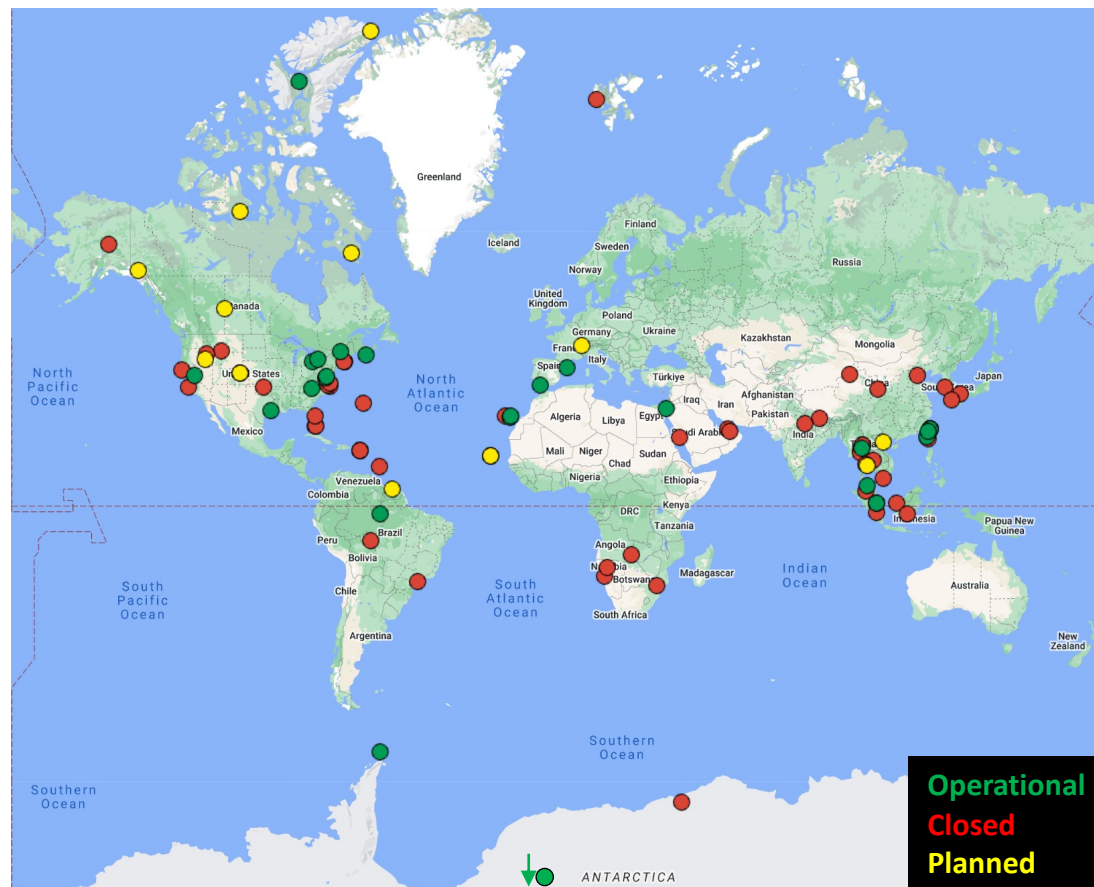 Greenland
Iceland
Finland
Sweden
Norway
Russia
United
Kingdom
Poland
Germany
Ukraine
France
Italy
Spain
Türkiye
Kazakhstan
Mongolia
China
South Korea
Japan
Afghanistan
Iraq
Iran
Pakistan
India
Canada
United States
Mexico
North
Pacific
Ocean
North
Atlantic
Ocean
Algeria
Libya
Egypt
Saudi Arabia
Mali
Niger
Chad
Sudan
Nigeria
Ethiopia
Kenya
DRC
Tanzania
Venezuela
Colombia
Brazil
Peru
Bolivia
Chile
Argentina
Angola
Namibia
Botswana
Madagascar
South Africa
Indonesia
Papua New
Guinea
Indian
Ocean
Australia
New
Zealand
South
Pacific
Ocean
South
Atlantic
Ocean
Southern
Ocean
Southern
Ocean
ANTARCTICA
Operational
Closed
Planned